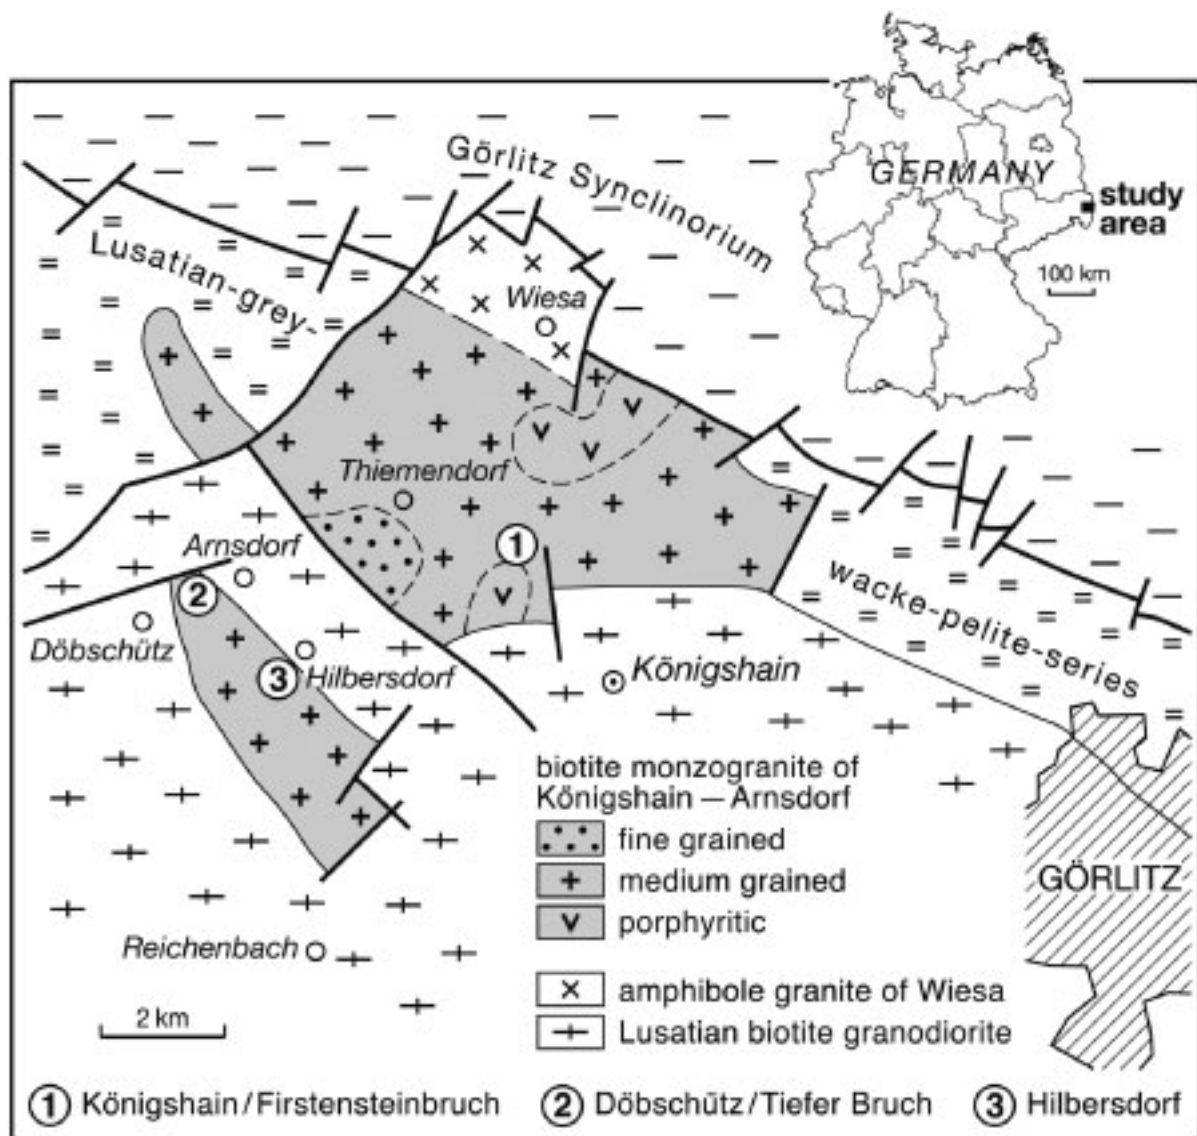 GERMANY
study
area
100 km
Görlitz Synclinorium
Lusatian-grey-
wacke-pelite-series
Wiesa
Thiemendorf
Arnsdorf
1
2
Döbschütz
3
Hilbersdorf
Königshain
Reichenbach
2 km
GÖRLITZ
biotite monzogranite of
Königshain — Arnsdorf
fine grained
medium grained
porphyritic
amphibole granite of Wiesa
Lusatian biotite granodiorite
1 Königshain/Firstensteinbruch 2 Döbschütz/Tiefer Bruch 3 Hilbersdorf